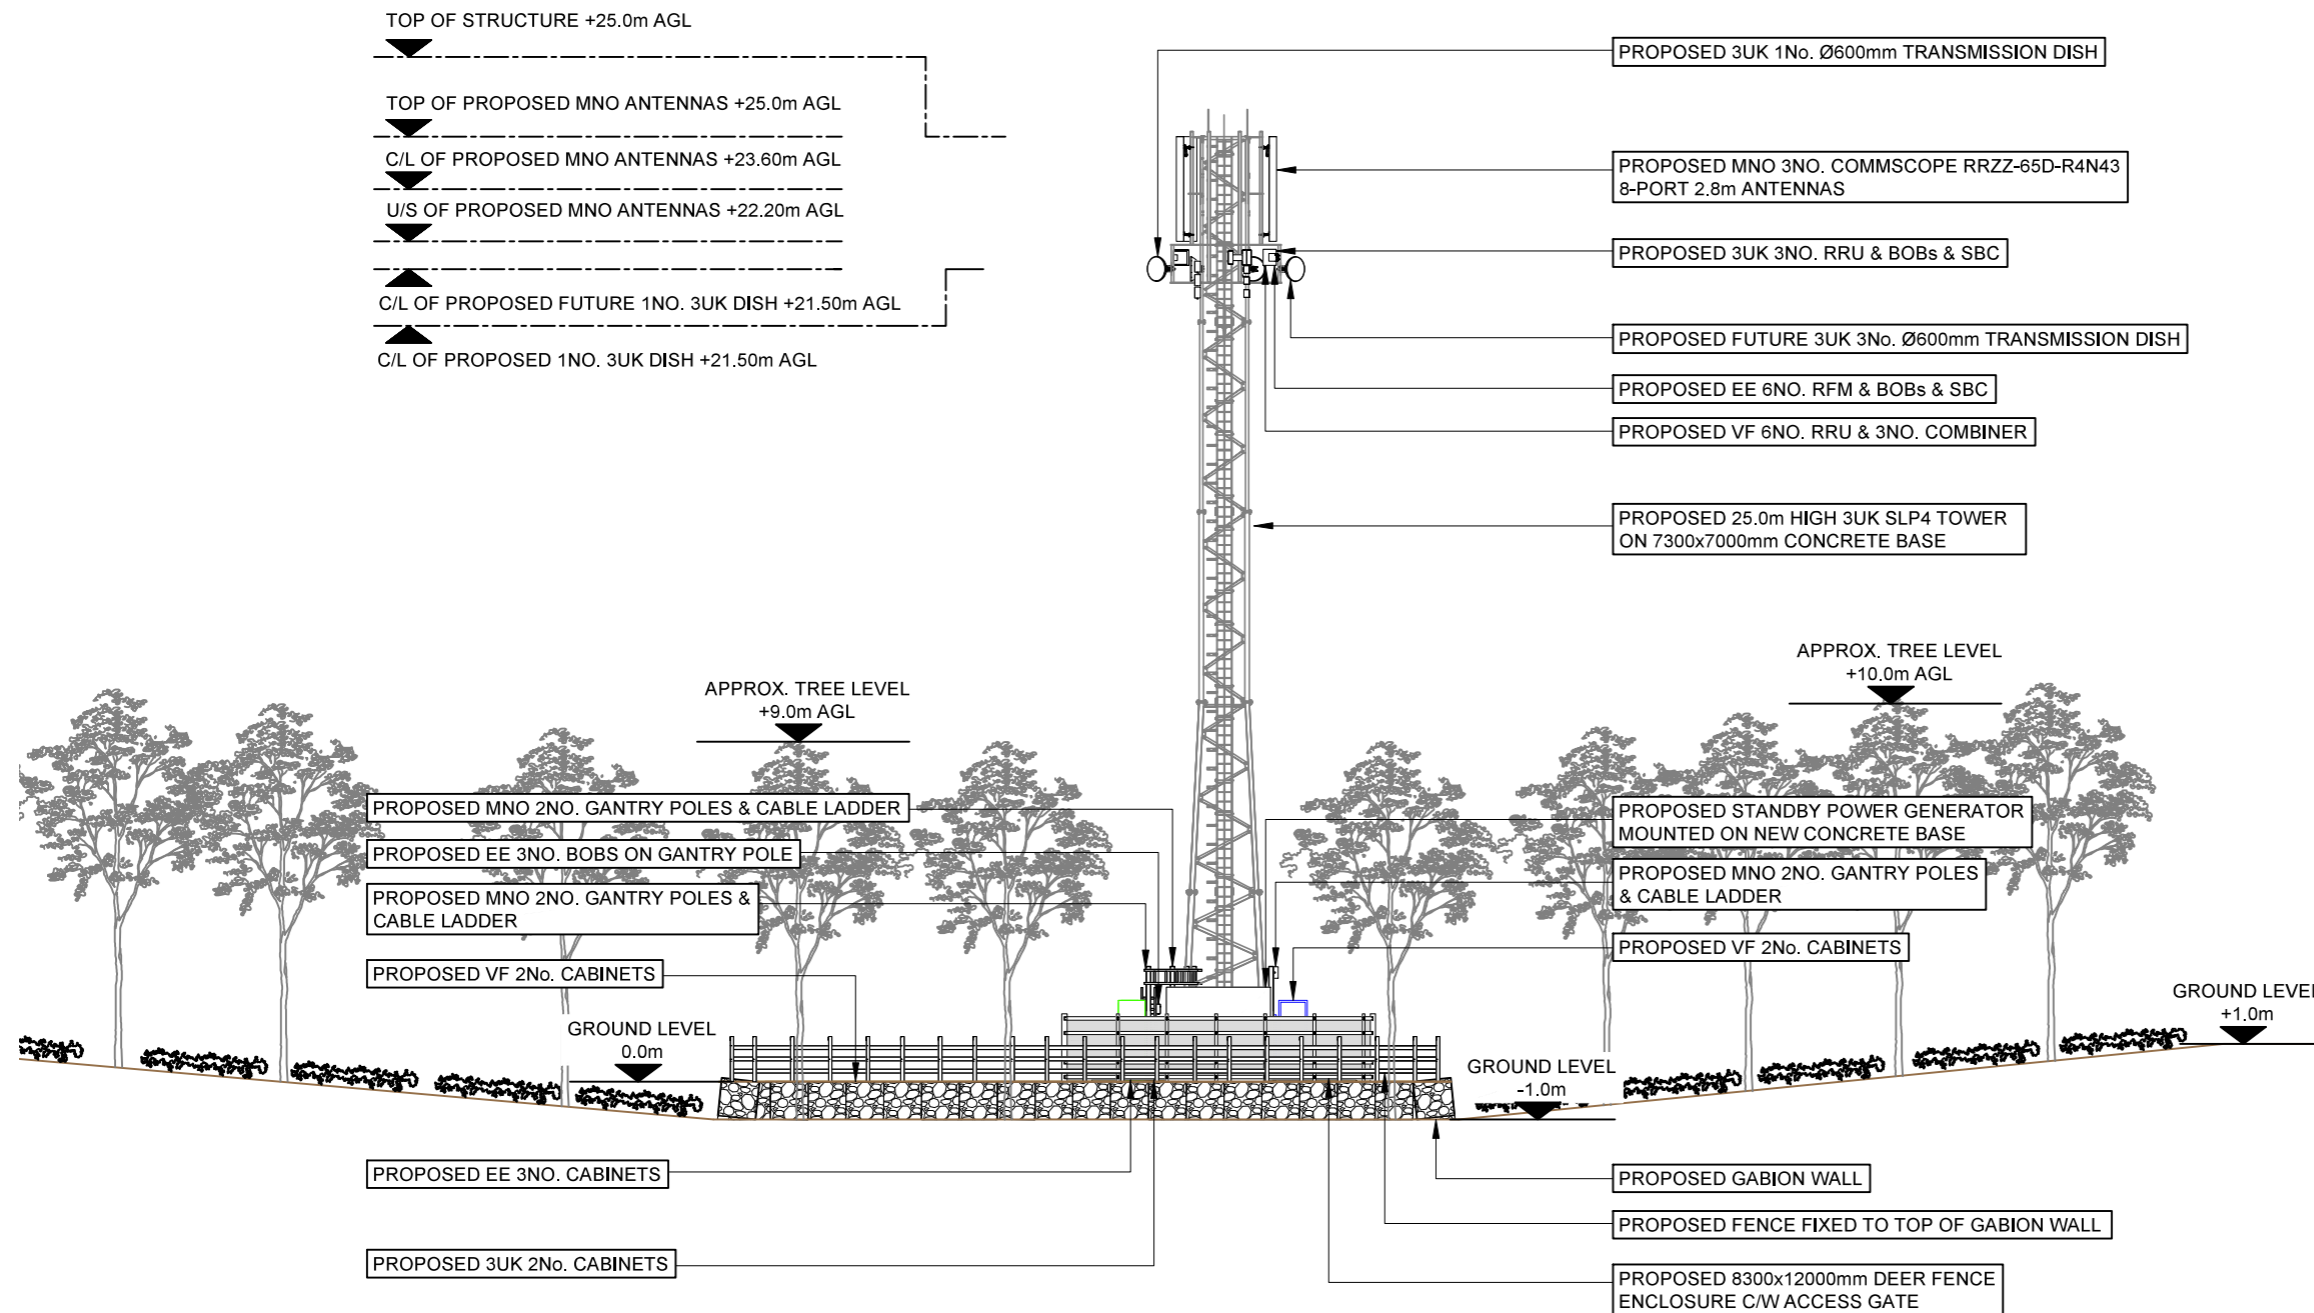 TOP OF STRUCTURE +25.0m AGL
TOP OF PROPOSED MNO ANTENNAS +25.0m AGL
C/L OF PROPOSED MNO ANTENNAS +23.60m AGL
U/S OF PROPOSED MNO ANTENNAS +22.20m AGL
C/L OF PROPOSED FUTURE 1NO. 3UK DISH +21.50m AGL
C/L OF PROPOSED 1NO. 3UK DISH +21.50m AGL
PROPOSED 3UK 1No. Ø600mm TRANSMISSION DISH
PROPOSED MNO 3NO. COMMSCOPE RRZZ-65D-R4N43
8-PORT 2.8m ANTENNAS
PROPOSED 3UK 3NO. RRU & BOBs & SBC
PROPOSED FUTURE 3UK 3No. Ø600mm TRANSMISSION DISH
PROPOSED EE 6NO. RFM & BOBs & SBC
PROPOSED VF 6NO. RRU & 3NO. COMBINER
PROPOSED 25.0m HIGH 3UK SLP4 TOWER
ON 7300x7000mm CONCRETE BASE
APPROX. TREE LEVEL
+9.0m AGL
APPROX. TREE LEVEL
+10.0m AGL
PROPOSED MNO 2NO. GANTRY POLES & CABLE LADDER
PROPOSED EE 3NO. BOBS ON GANTRY POLE
PROPOSED MNO 2NO. GANTRY POLES &
CABLE LADDER
PROPOSED VF 2No. CABINETS
GROUND LEVEL
0.0m
PROPOSED STANDBY POWER GENERATOR
MOUNTED ON NEW CONCRETE BASE
PROPOSED MNO 2NO. GANTRY POLES
& CABLE LADDER
PROPOSED VF 2No. CABINETS
GROUND LEVEL
+1.0m
GROUND LEVEL
-1.0m
PROPOSED EE 3NO. CABINETS
PROPOSED 3UK 2No. CABINETS
PROPOSED GABION WALL
PROPOSED FENCE FIXED TO TOP OF GABION WALL
PROPOSED 8300x12000mm DEER FENCE
ENCLOSURE C/W ACCESS GATE